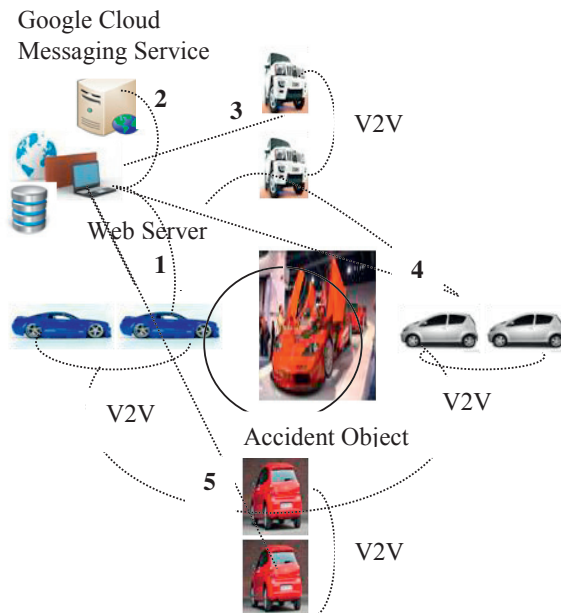 Google Cloud
Messaging Service
2
3
V2V
Web Server
1
4
V2V
V2V
Accident Object
5
V2V